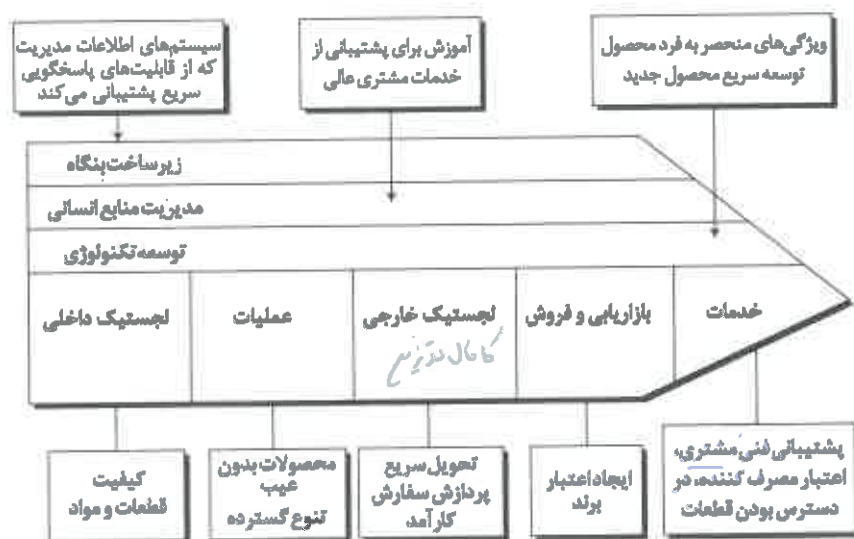 سیستم‌های اطلاعات مدیریت
که از قابلیت‌های پاسخگویی
سریع پشتیبانی می‌کند
آموزش برای پشتیبانی از
خدمات مشتری عالی
ویژگی‌های منحصر به فرد محصول
توسعه سریع محصول جدید
زیرساخت بنگاه
مدیریت منابع انسانی
توسعه تکنولوژی
لجستیک داخلی
عملیات
لجستیک خارجی
کانال توزیع
بازاریابی و فروش
خدمات
کیفیت
قطعات و مواد
محصولات بدون
عیب
تنوع گسترده
تحویل سریع
پردازش سفارش
کارآمد
ایجاد اعتبار
برند
پشتیبانی فنی مشتری،
اعتبار مصرف کننده، در
دسترس بودن قطعات